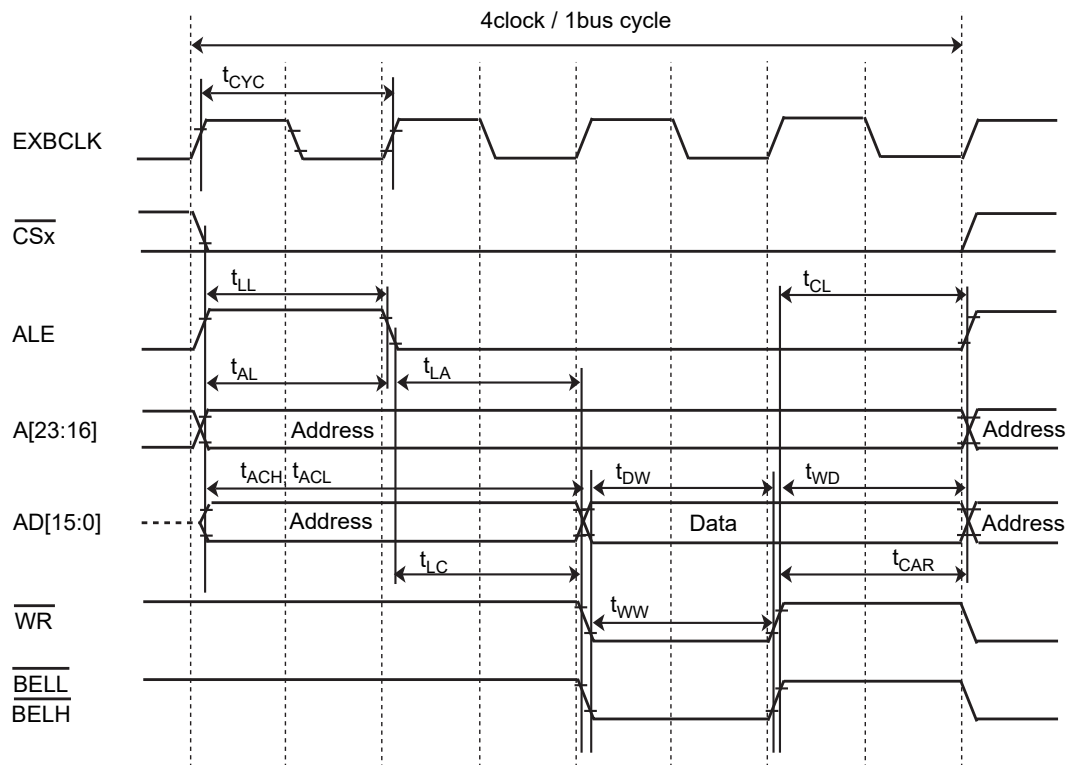 4clock / 1bus cycle
tCYC
EXBCLK
CSx
tLL
tCL
ALE
tAL
tLA
A[23:16]
Address
Address
tACH, tACL
tDW
tWD
AD[15:0]
Address
Data
Address
tLC
tCAR
WR
tWW
BELL
BELH